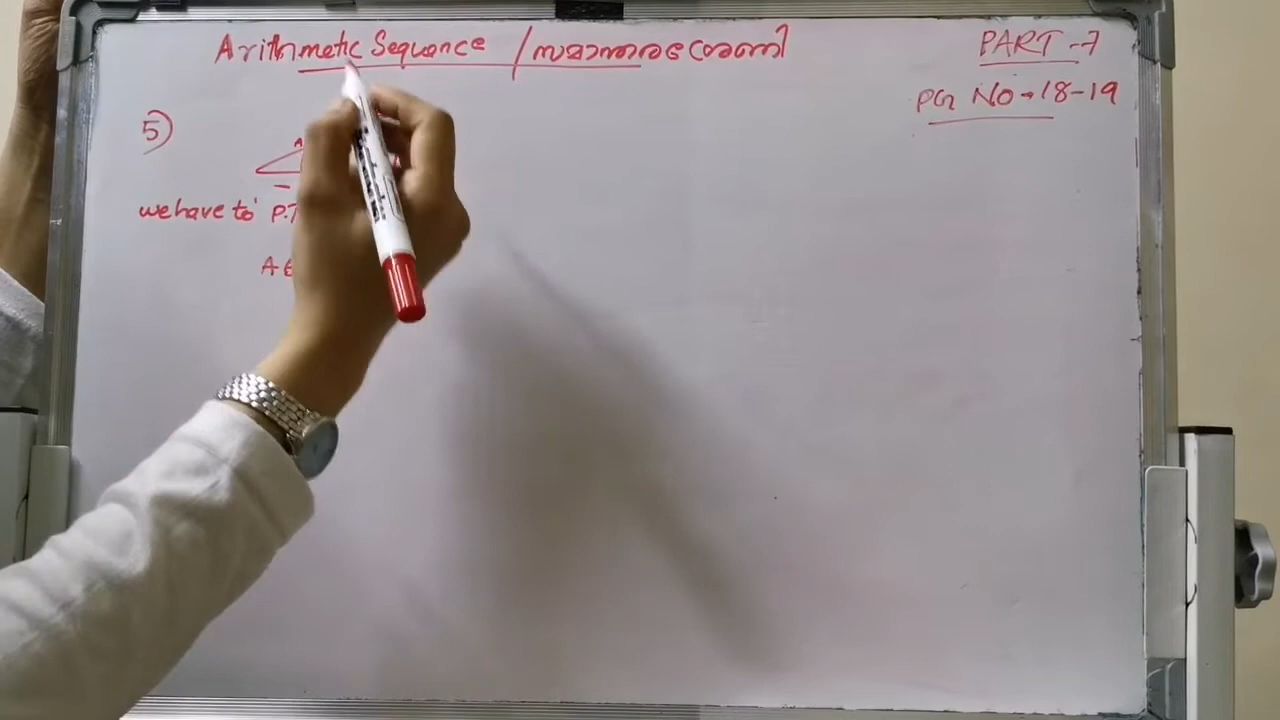 Arithmetic Sequence / സമാന്തരശ്രേണി
PART -7
PG NO - 18-19
5)
A
we have to P.T